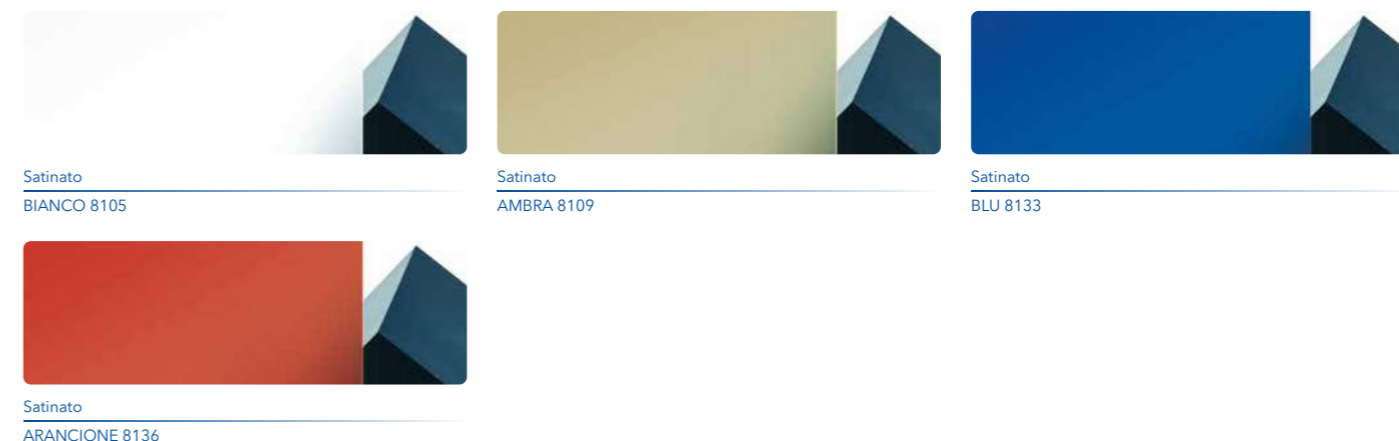 Satinato
BIANCO 8105
Satinato
AMBRA 8109
Satinato
BLU 8133
Satinato
ARANCIONE 8136